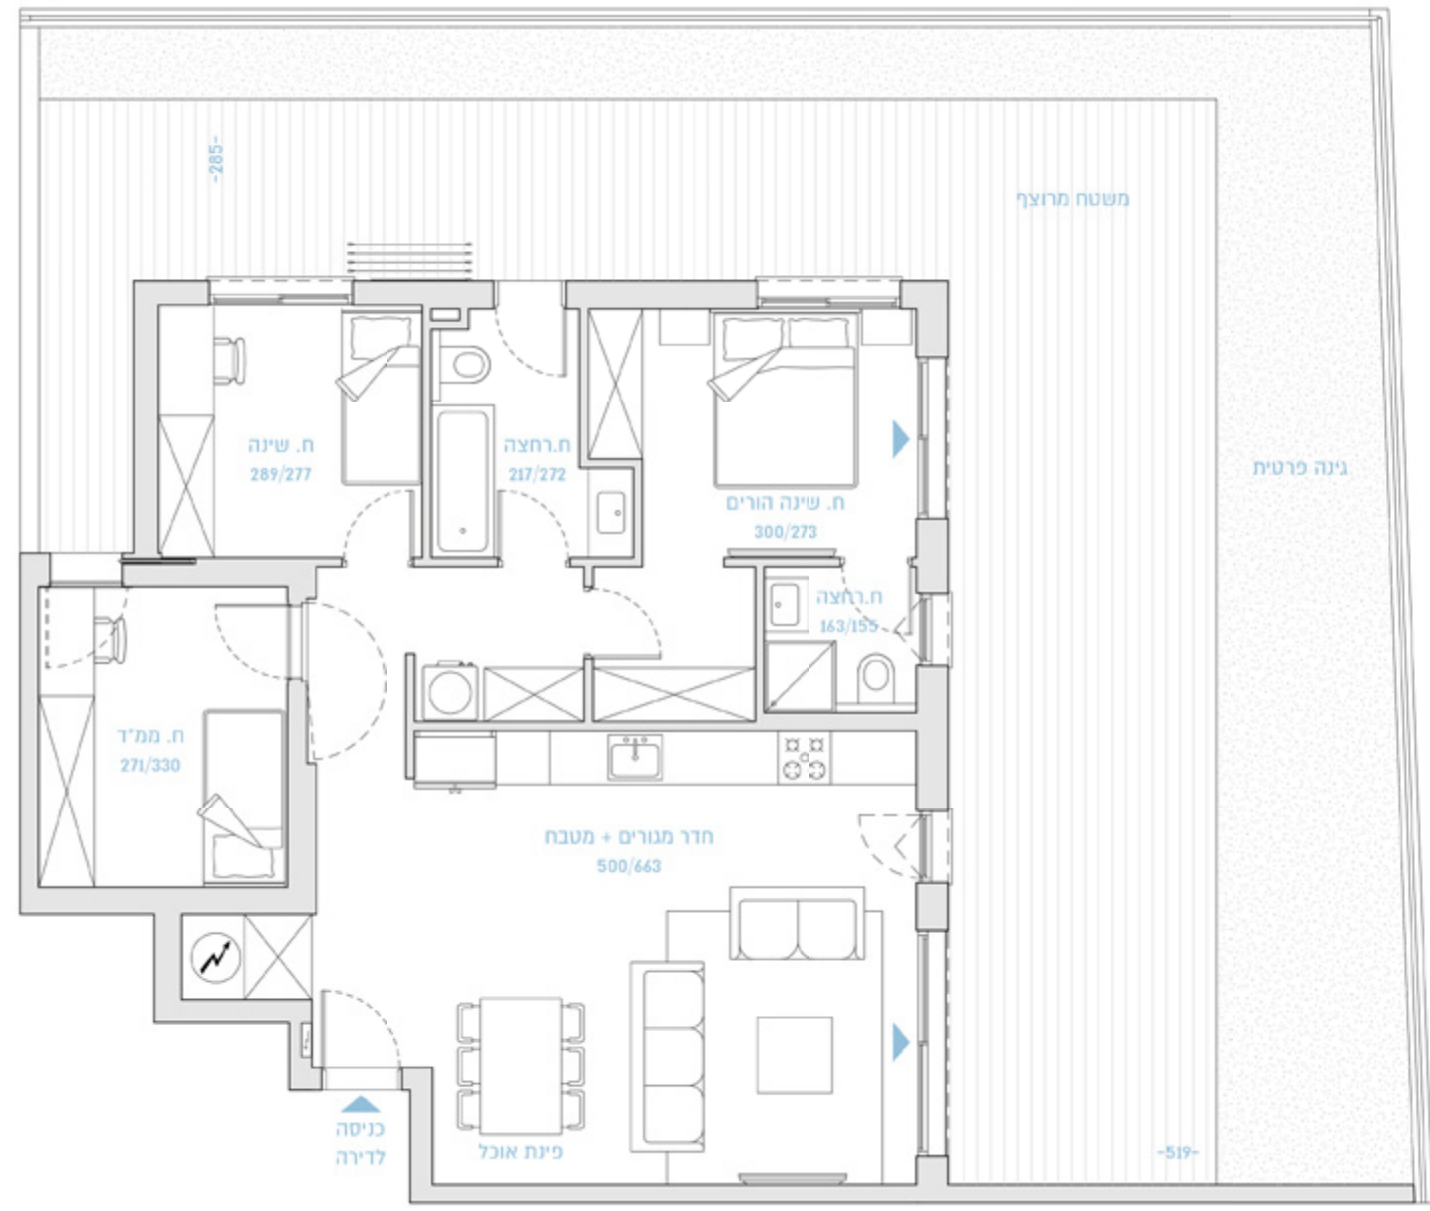 -285-
משטח מרוצף
ח. שינה
289/277
ח.רחצה
217/272
גינה פרטית
ח. שינה הורים
300/273
ח.רחצה
163/155
ח. ממ"ד
271/330
חדר מגורים + מטבח
500/663
כניסה
לדירה
פינת אוכל
-519-